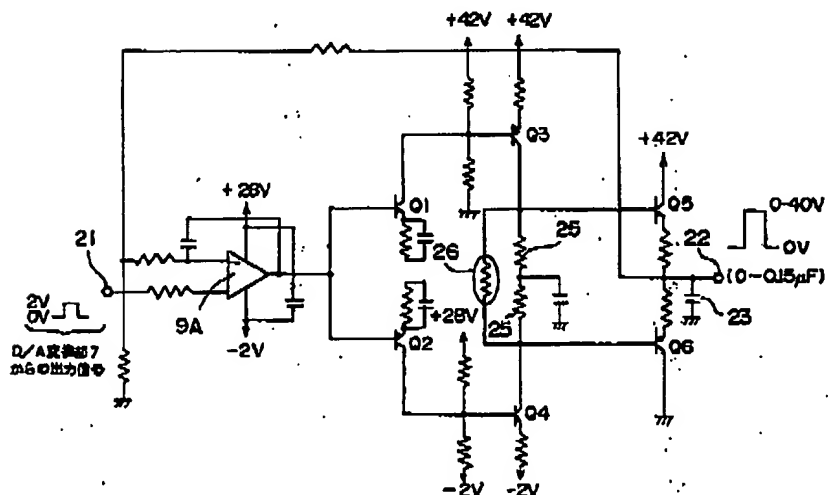 +42V
+42V
Q3
+42V
+28V
Q1
Q5
0-40V
21
25
22
0V
26
(0-0.15μF)
2V
0V
9A
+28V
25
23
-2V
Q2
Q6
D/A変換部7
からの出力信号
Q4
-2V
-2V